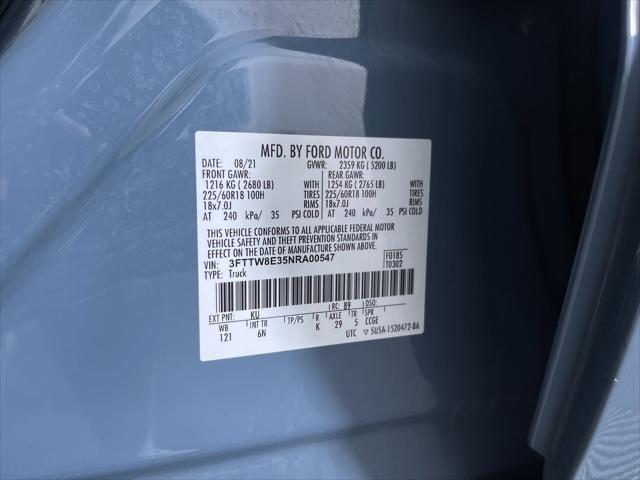 MFD. BY FORD MOTOR CO.
DATE: 08/21 GVWR: 2359 KG ( 5200 LB)
FRONT GAWR: REAR GAWR:
1216 KG ( 2680 LB) WITH 1254 KG ( 2765 LB) WITH
225/60R18 100H TIRES 225/60R18 100H TIRES
18x7.0J RIMS 18x7.0J RIMS
AT 240 kPa/ 35 PSI COLD AT 240 kPa/ 35 PSI COLD
THIS VEHICLE CONFORMS TO ALL APPLICABLE FEDERAL MOTOR
VEHICLE SAFETY AND THEFT PREVENTION STANDARDS IN
EFFECT ON THE DATE OF MANUFACTURE SHOWN ABOVE.
VIN: 3FTTW8E35NRA00547 F0185
TYPE: Truck T0302
EXT PNT: KU RC: B9 DSO:
WB INT TR TP/PS R AXLE TR SPR
121 6N K 29 5 CCGE
UTC ▽ 5U5A-1520472-BA